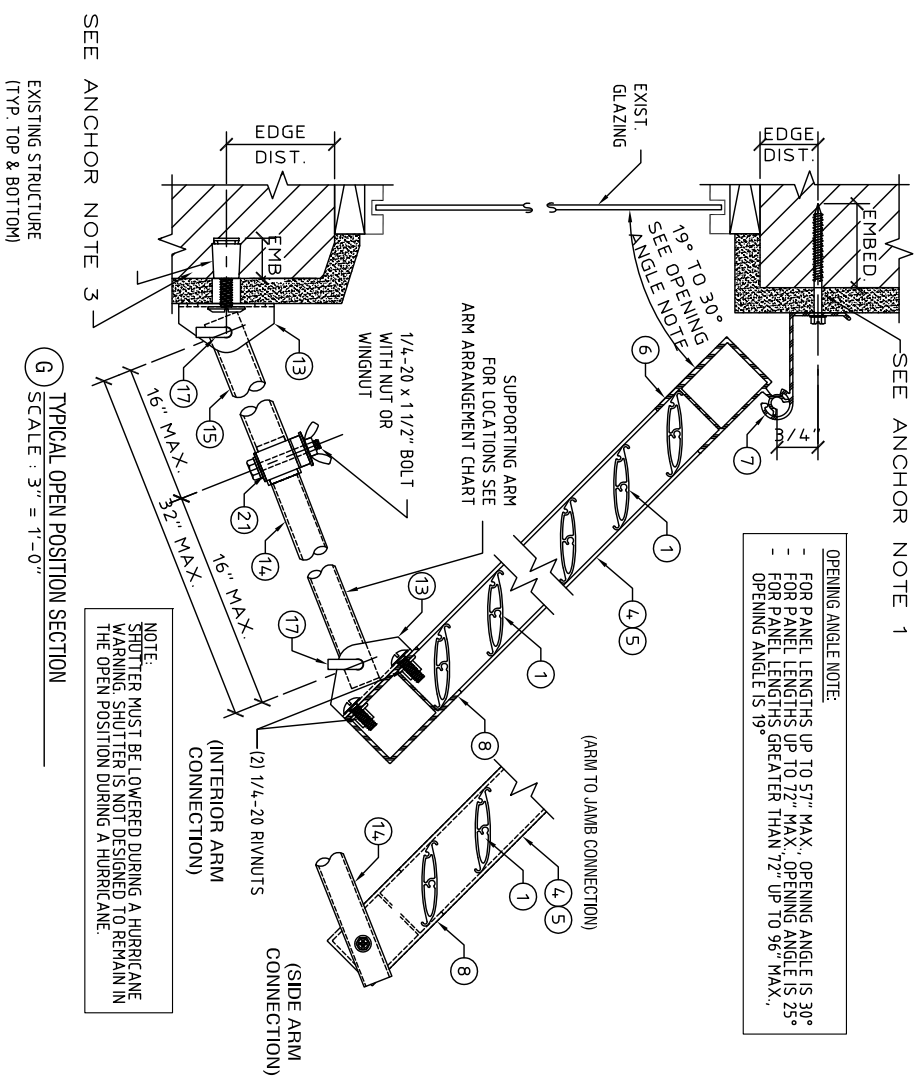 SEE ANCHOR NOTE 1
EDGE
DIST.
EMBED.
3/4"
7
OPENING ANGLE NOTE:
- FOR PANEL LENGTHS UP TO 57" MAX., OPENING ANGLE IS 30°
- FOR PANEL LENGTHS UP TO 72" MAX., OPENING ANGLE IS 25°
- FOR PANEL LENGTHS GREATER THAN 72" UP TO 96" MAX.,
OPENING ANGLE IS 19°
EXIST.
GLAZING
19° TO 30°
SEE OPENING
ANGLE NOTE
6
1
4 5
SUPPORTING ARM
FOR LOCATIONS SEE
ARM ARRANGEMENT CHART
1/4-20 x 1 1/2" BOLT
WITH NUT OR
WINGNUT
13
1
8
(ARM TO JAMB CONNECTION)
4 5
1
8
14
EDGE
DIST.
EMB
13
17
15
21
14
17
16" MAX.
16" MAX.
32" MAX.
(2) 1/4-20 RIVNUTS
(INTERIOR ARM
CONNECTION)
(SIDE ARM
CONNECTION)
SEE ANCHOR NOTE 3
EXISTING STRUCTURE
(TYP. TOP & BOTTOM)
G TYPICAL OPEN POSITION SECTION
SCALE : 3" = 1'-0"
NOTE:
SHUTTER MUST BE LOWERED DURING A HURRICANE
WARNING. SHUTTER IS NOT DESIGNED TO REMAIN IN
THE OPEN POSITION DURING A HURRICANE.